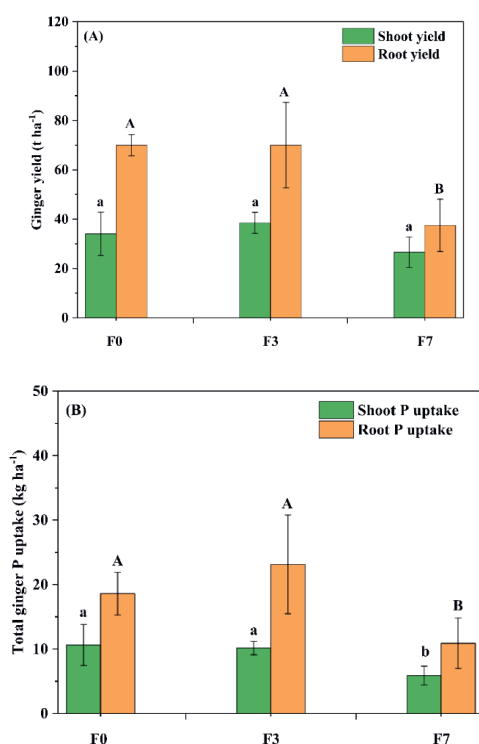 (A)
Shoot yield
Root yield
Ginger yield (t ha⁻¹)
120
100
80
60
40
20
0
a
A
a
A
a
B
F0
F3
F7
(B)
Shoot P uptake
Root P uptake
Total ginger P uptake (kg ha⁻¹)
50
40
30
20
10
0
a
A
a
A
b
B
F0
F3
F7